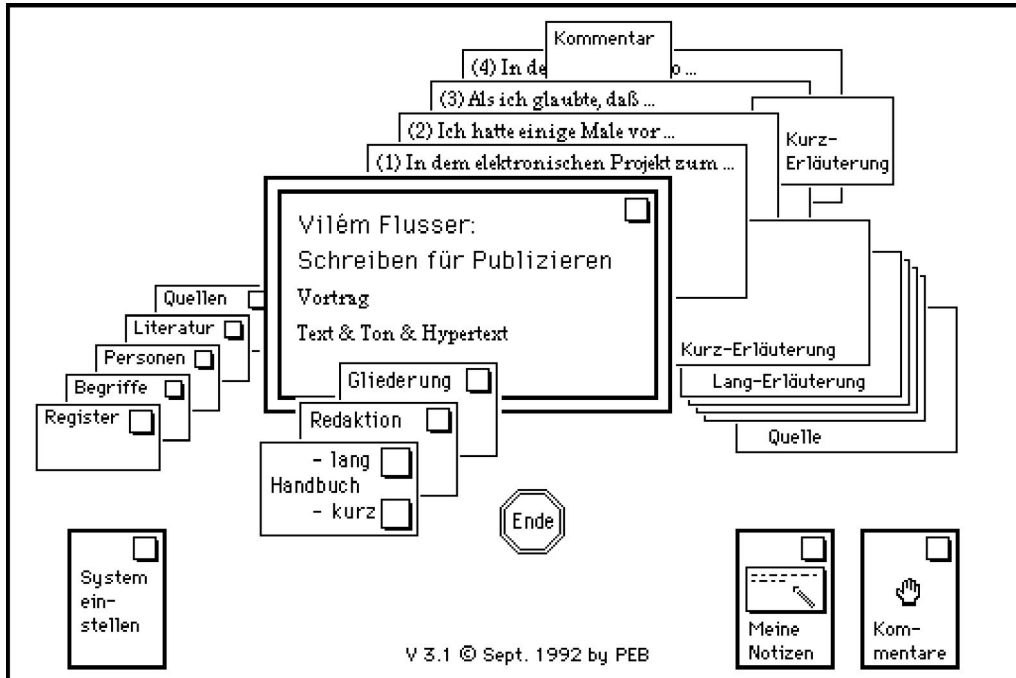 Kommentar
(4) In de
o ...
(3) Als ich glaubte, daß ...
(2) Ich hatte einige Male vor ...
(1) In dem elektronischen Projekt zum ...
Kurz-
Erläuterung
Vilém Flusser:
Schreiben für Publizieren
Vortrag
Text & Ton & Hypertext
Quellen
Literatur
Personen
Begriffe
Register
Gliederung
Redaktion
- lang
Handbuch
- kurz
Kurz-Erläuterung
Lang-Erläuterung
Quelle
Ende
System
ein-
stellen
Meine
Notizen
Kom-
mentare
V 3.1 © Sept. 1992 by PEB